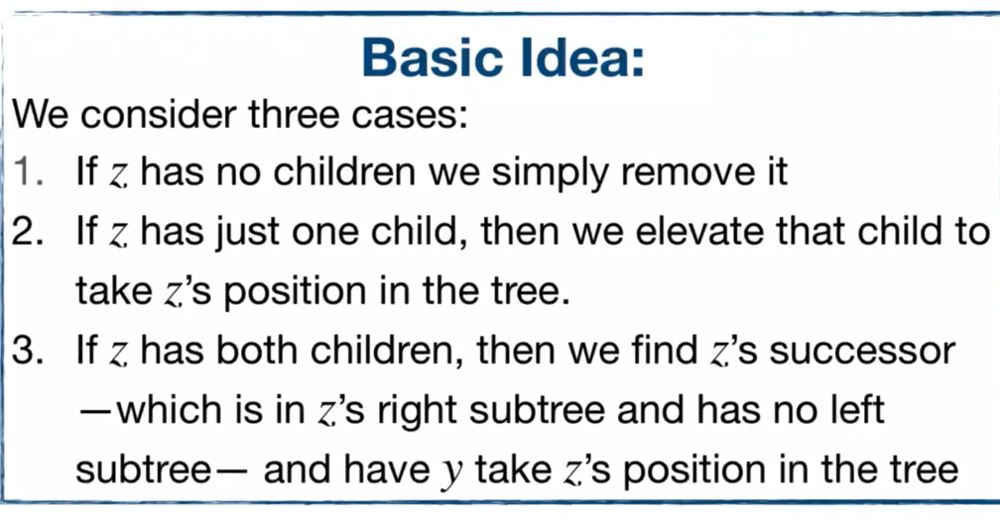 Basic Idea:
We consider three cases:
1. If z has no children we simply remove it
2. If z has just one child, then we elevate that child to
take z’s position in the tree.
3. If z has both children, then we find z’s successor
—which is in z’s right subtree and has no left
subtree— and have y take z’s position in the tree